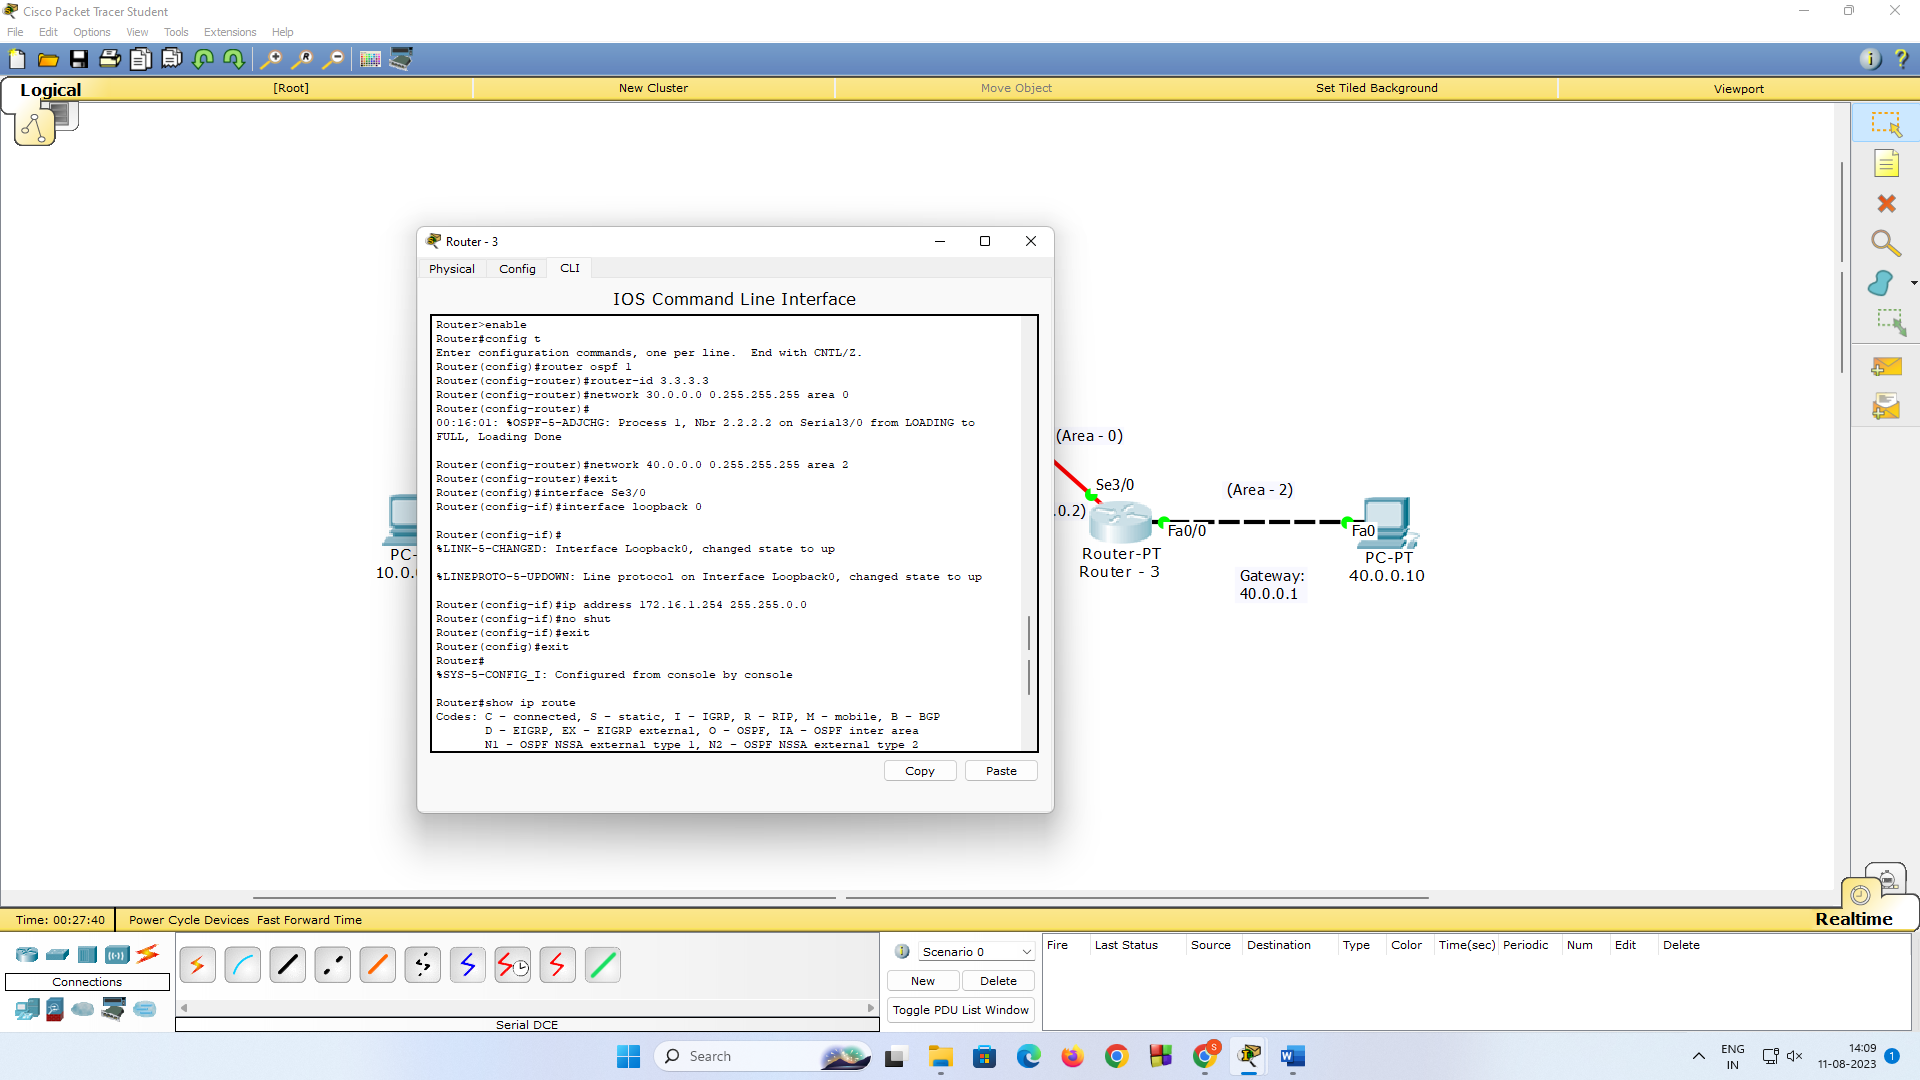 Cisco Packet Tracer Student
File Edit Options View Tools Extensions Help
Logical [Root] New Cluster Move Object Set Tiled Background Viewport
Router - 3
Physical Config CLI
IOS Command Line Interface
Router>enable
Router#config t
Enter configuration commands, one per line.  End with CNTL/Z.
Router(config)#router ospf 1
Router(config-router)#router-id 3.3.3.3
Router(config-router)#network 30.0.0.0 0.255.255.255 area 0
Router(config-router)#
00:16:01: %OSPF-5-ADJCHG: Process 1, Nbr 2.2.2.2 on Serial3/0 from LOADING to
FULL, Loading Done
Router(config-router)#network 40.0.0.0 0.255.255.255 area 2
Router(config-router)#exit
Router(config)#interface Se3/0
Router(config-if)#interface loopback 0
Router(config-if)#
%LINK-5-CHANGED: Interface Loopback0, changed state to up
%LINEPROTO-5-UPDOWN: Line protocol on Interface Loopback0, changed state to up
Router(config-if)#ip address 172.16.1.254 255.255.0.0
Router(config-if)#no shut
Router(config-if)#exit
Router(config)#exit
Router#
%SYS-5-CONFIG_I: Configured from console by console
Router#show ip route
Codes: C - connected, S - static, I - IGRP, R - RIP, M - mobile, B - BGP
D - EIGRP, EX - EIGRP external, O - OSPF, IA - OSPF inter area
N1 - OSPF NSSA external type 1, N2 - OSPF NSSA external type 2
Copy Paste
PC-
10.0.
(Area - 0)
Se3/0
.0.2)
Fa0/0
Router-PT
Router - 3
(Area - 2)
Fa0
PC-PT
40.0.0.10
Gateway:
40.0.0.1
Time: 00:27:40 Power Cycle Devices Fast Forward Time
Realtime
Connections
Serial DCE
Scenario 0
New Delete
Toggle PDU List Window
Fire Last Status Source Destination Type Color Time(sec) Periodic Num Edit Delete
Search
S
W
ENG
IN
14:09
11-08-2023
1